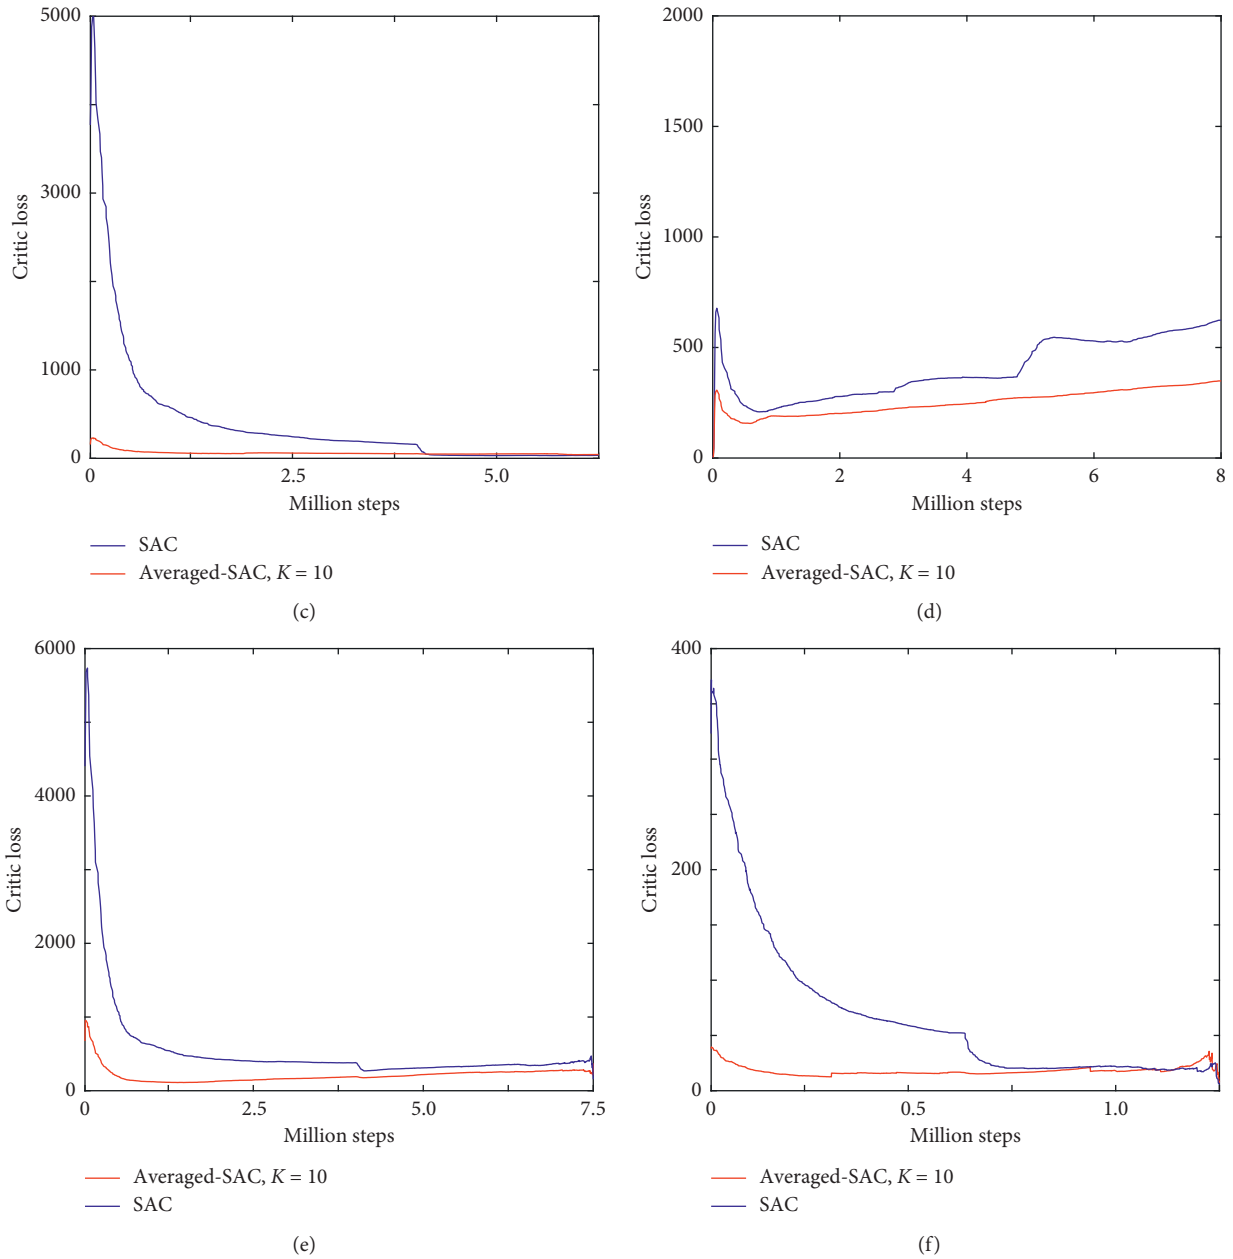 5000
3000
1000
0
Critic loss
0
2.5
5.0
Million steps
SAC
Averaged-SAC, K = 10
(c)
2000
1500
1000
500
0
Critic loss
0
2
4
6
8
Million steps
SAC
Averaged-SAC, K = 10
(d)
6000
4000
2000
0
Critic loss
0
2.5
5.0
7.5
Million steps
Averaged-SAC, K = 10
SAC
(e)
400
200
0
Critic loss
0
0.5
1.0
Million steps
Averaged-SAC, K = 10
SAC
(f)